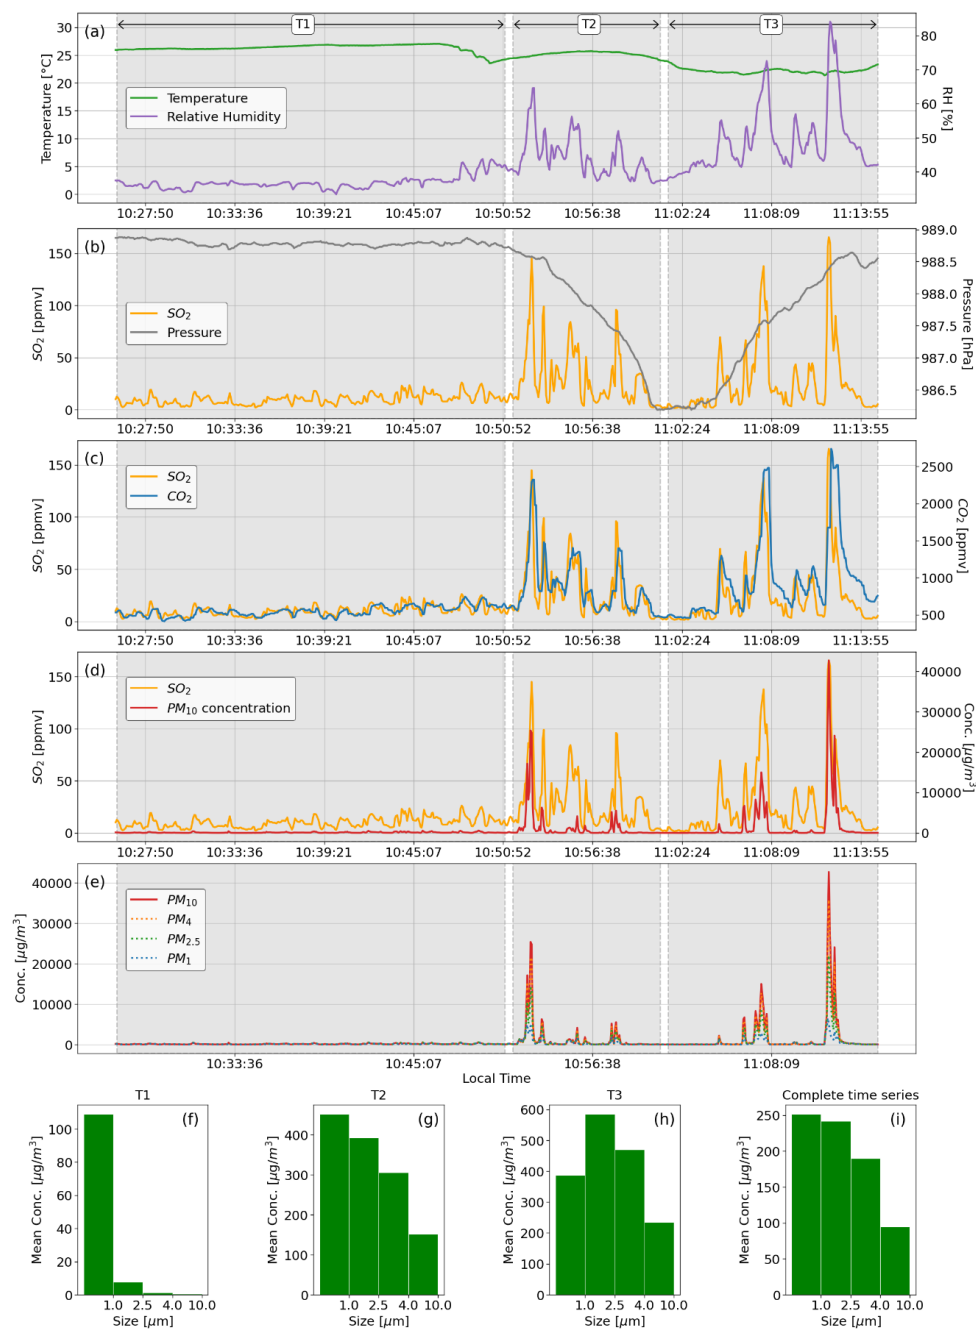 T1 T2 T3
(a)
30
25
20
15
10
5
0
Temperature [°C]
80
70
60
50
40
RH [%]
Temperature
Relative Humidity
10:27:50 10:33:36 10:39:21 10:45:07 10:50:52 10:56:38 11:02:24 11:08:09 11:13:55
(b)
150
100
50
0
SO2 [ppmv]
989.0
988.5
988.0
987.5
987.0
986.5
Pressure [hPa]
SO2
Pressure
10:27:50 10:33:36 10:39:21 10:45:07 10:50:52 10:56:38 11:02:24 11:08:09 11:13:55
(c)
150
100
50
0
SO2 [ppmv]
2500
2000
1500
1000
500
CO2 [ppmv]
SO2
CO2
10:27:50 10:33:36 10:39:21 10:45:07 10:50:52 10:56:38 11:02:24 11:08:09 11:13:55
(d)
150
100
50
0
SO2 [ppmv]
40000
30000
20000
10000
0
Conc. [μg/m³]
SO2
PM10 concentration
10:27:50 10:33:36 10:39:21 10:45:07 10:50:52 10:56:38 11:02:24 11:08:09 11:13:55
(e)
40000
30000
20000
10000
0
Conc. [μg/m³]
PM10
PM4
PM2.5
PM1
10:33:36 10:45:07 10:56:38 11:08:09
Local Time
T1
(f)
100
80
60
40
20
0
Mean Conc. [μg/m³]
1.0 2.5 4.0 10.0
Size [μm]
T2
(g)
400
300
200
100
0
Mean Conc. [μg/m³]
1.0 2.5 4.0 10.0
Size [μm]
T3
(h)
600
500
400
300
200
100
0
Mean Conc. [μg/m³]
1.0 2.5 4.0 10.0
Size [μm]
Complete time series
(i)
250
200
150
100
50
0
Mean Conc. [μg/m³]
1.0 2.5 4.0 10.0
Size [μm]